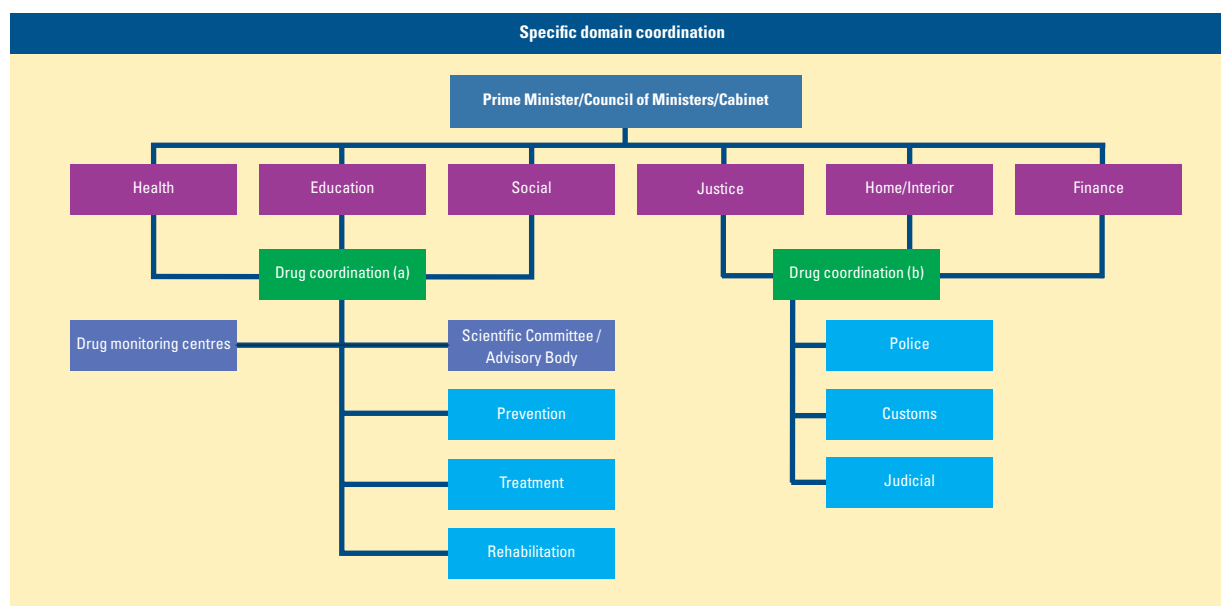 Specific domain coordination
Prime Minister/Council of Ministers/Cabinet
Health
Education
Social
Justice
Home/Interior
Finance
Drug coordination (a)
Drug coordination (b)
Drug monitoring centres
Scientific Committee /
Advisory Body
Police
Prevention
Customs
Treatment
Judicial
Rehabilitation